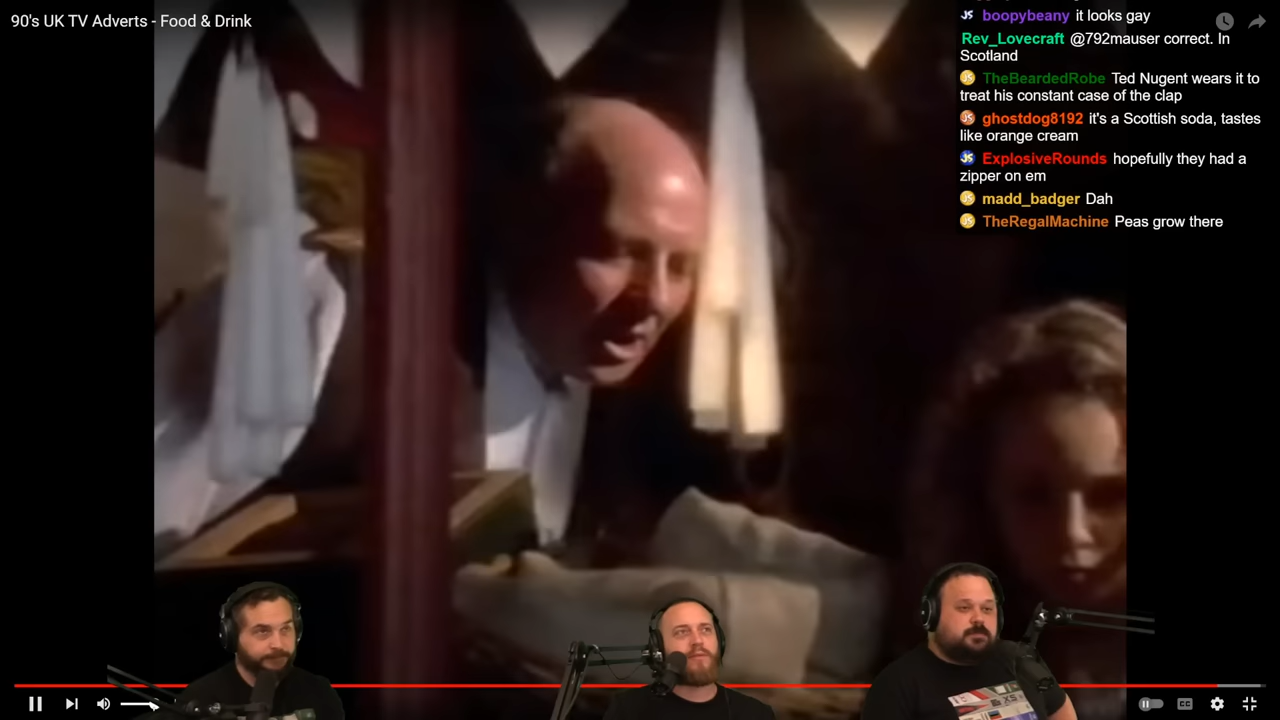 90's UK TV Adverts - Food & Drink
boopybeany it looks gay
Rev_Lovecraft @792mauser correct. In
Scotland
TheBeardedRobe Ted Nugent wears it to
treat his constant case of the clap
ghostdog8192 it's a Scottish soda, tastes
like orange cream
ExplosiveRounds hopefully they had a
zipper on em
madd_badger Dah
TheRegalMachine Peas grow there